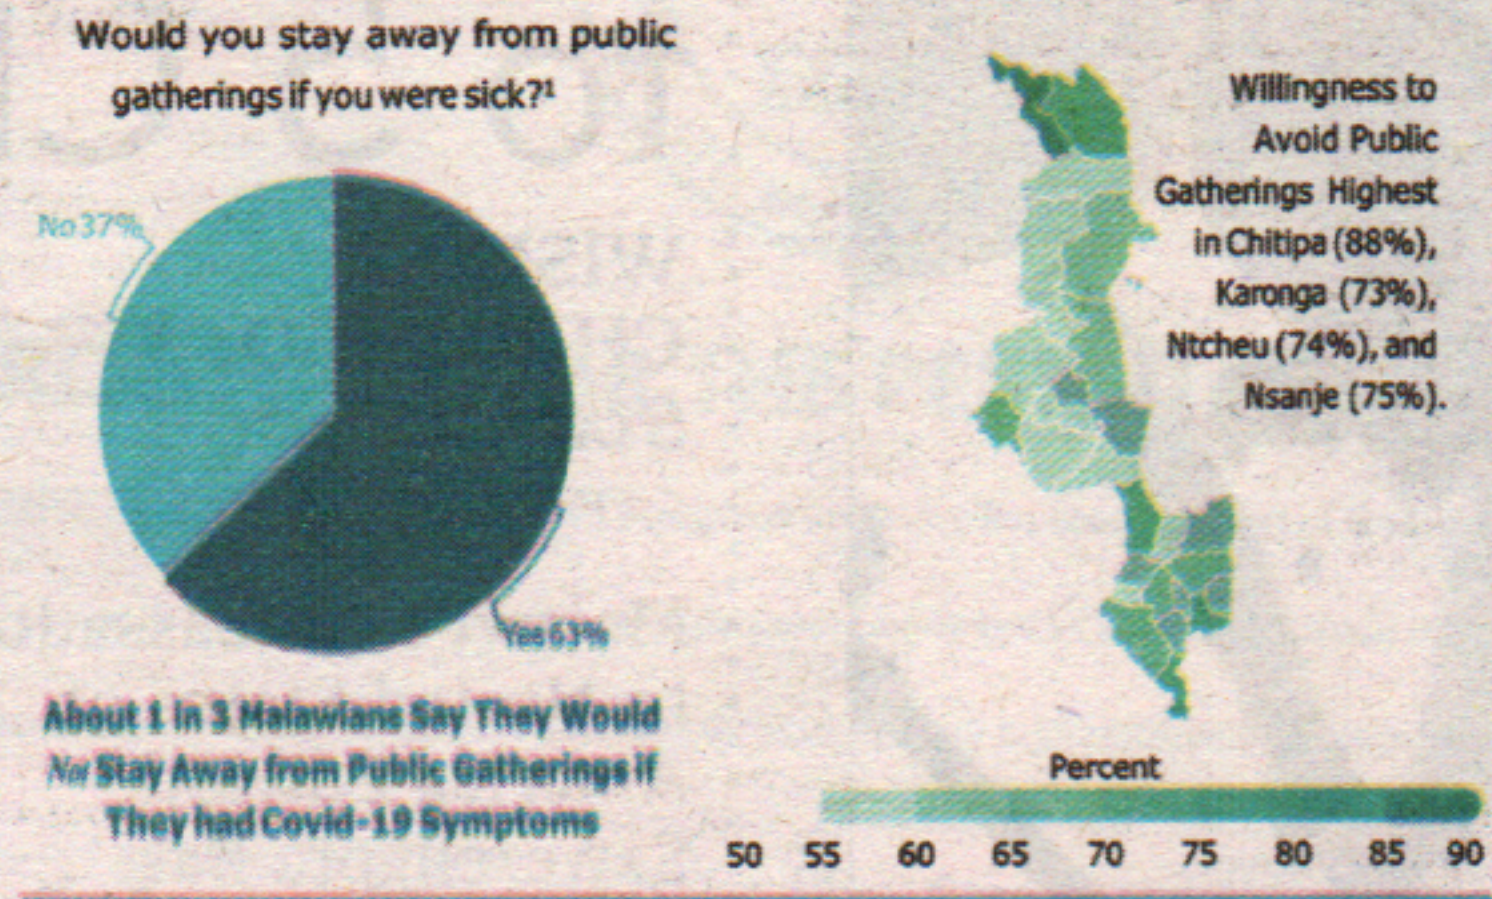 Would you stay away from public
gatherings if you were sick?¹
No 37%
Yes 63%
About 1 in 3 Malawians Say They Would
Not Stay Away from Public Gatherings if
They had Covid-19 Symptoms
Willingness to
Avoid Public
Gatherings Highest
in Chitipa (88%),
Karonga (73%),
Ntcheu (74%), and
Nsanje (75%).
Percent
50 55 60 65 70 75 80 85 90